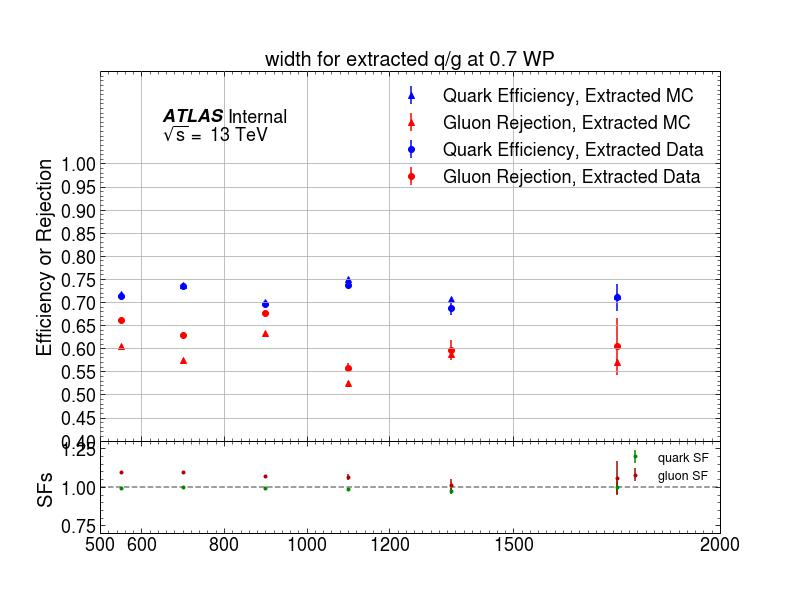 width for extracted q/g at 0.7 WP
ATLAS Internal
√s = 13 TeV
Quark Efficiency, Extracted MC
Gluon Rejection, Extracted MC
Quark Efficiency, Extracted Data
Gluon Rejection, Extracted Data
Efficiency or Rejection
1.00
0.95
0.90
0.85
0.80
0.75
0.70
0.65
0.60
0.55
0.50
0.45
0.40
SFs
1.25
1.00
0.75
quark SF
gluon SF
500 600 800 1000 1200 1500 2000